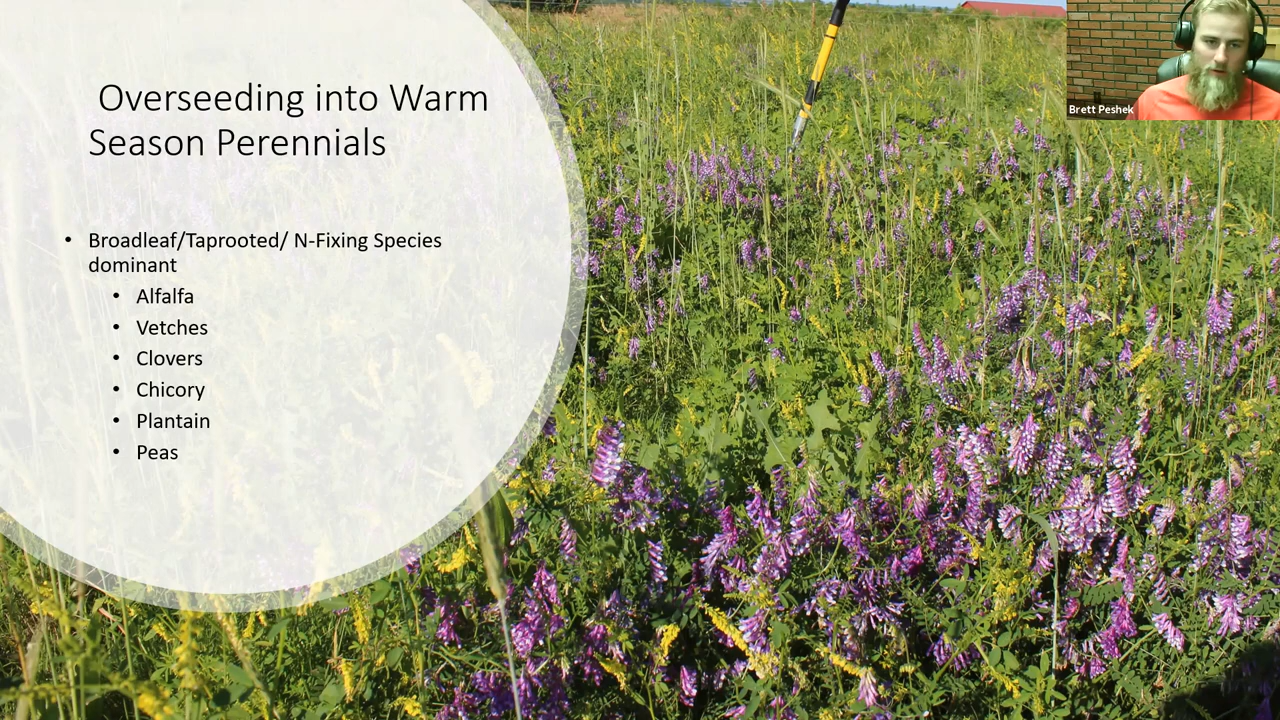 Overseeding into Warm
Season Perennials
• Broadleaf/Taprooted/ N-Fixing Species
dominant
• Alfalfa
• Vetches
• Clovers
• Chicory
• Plantain
• Peas
Brett Peshek